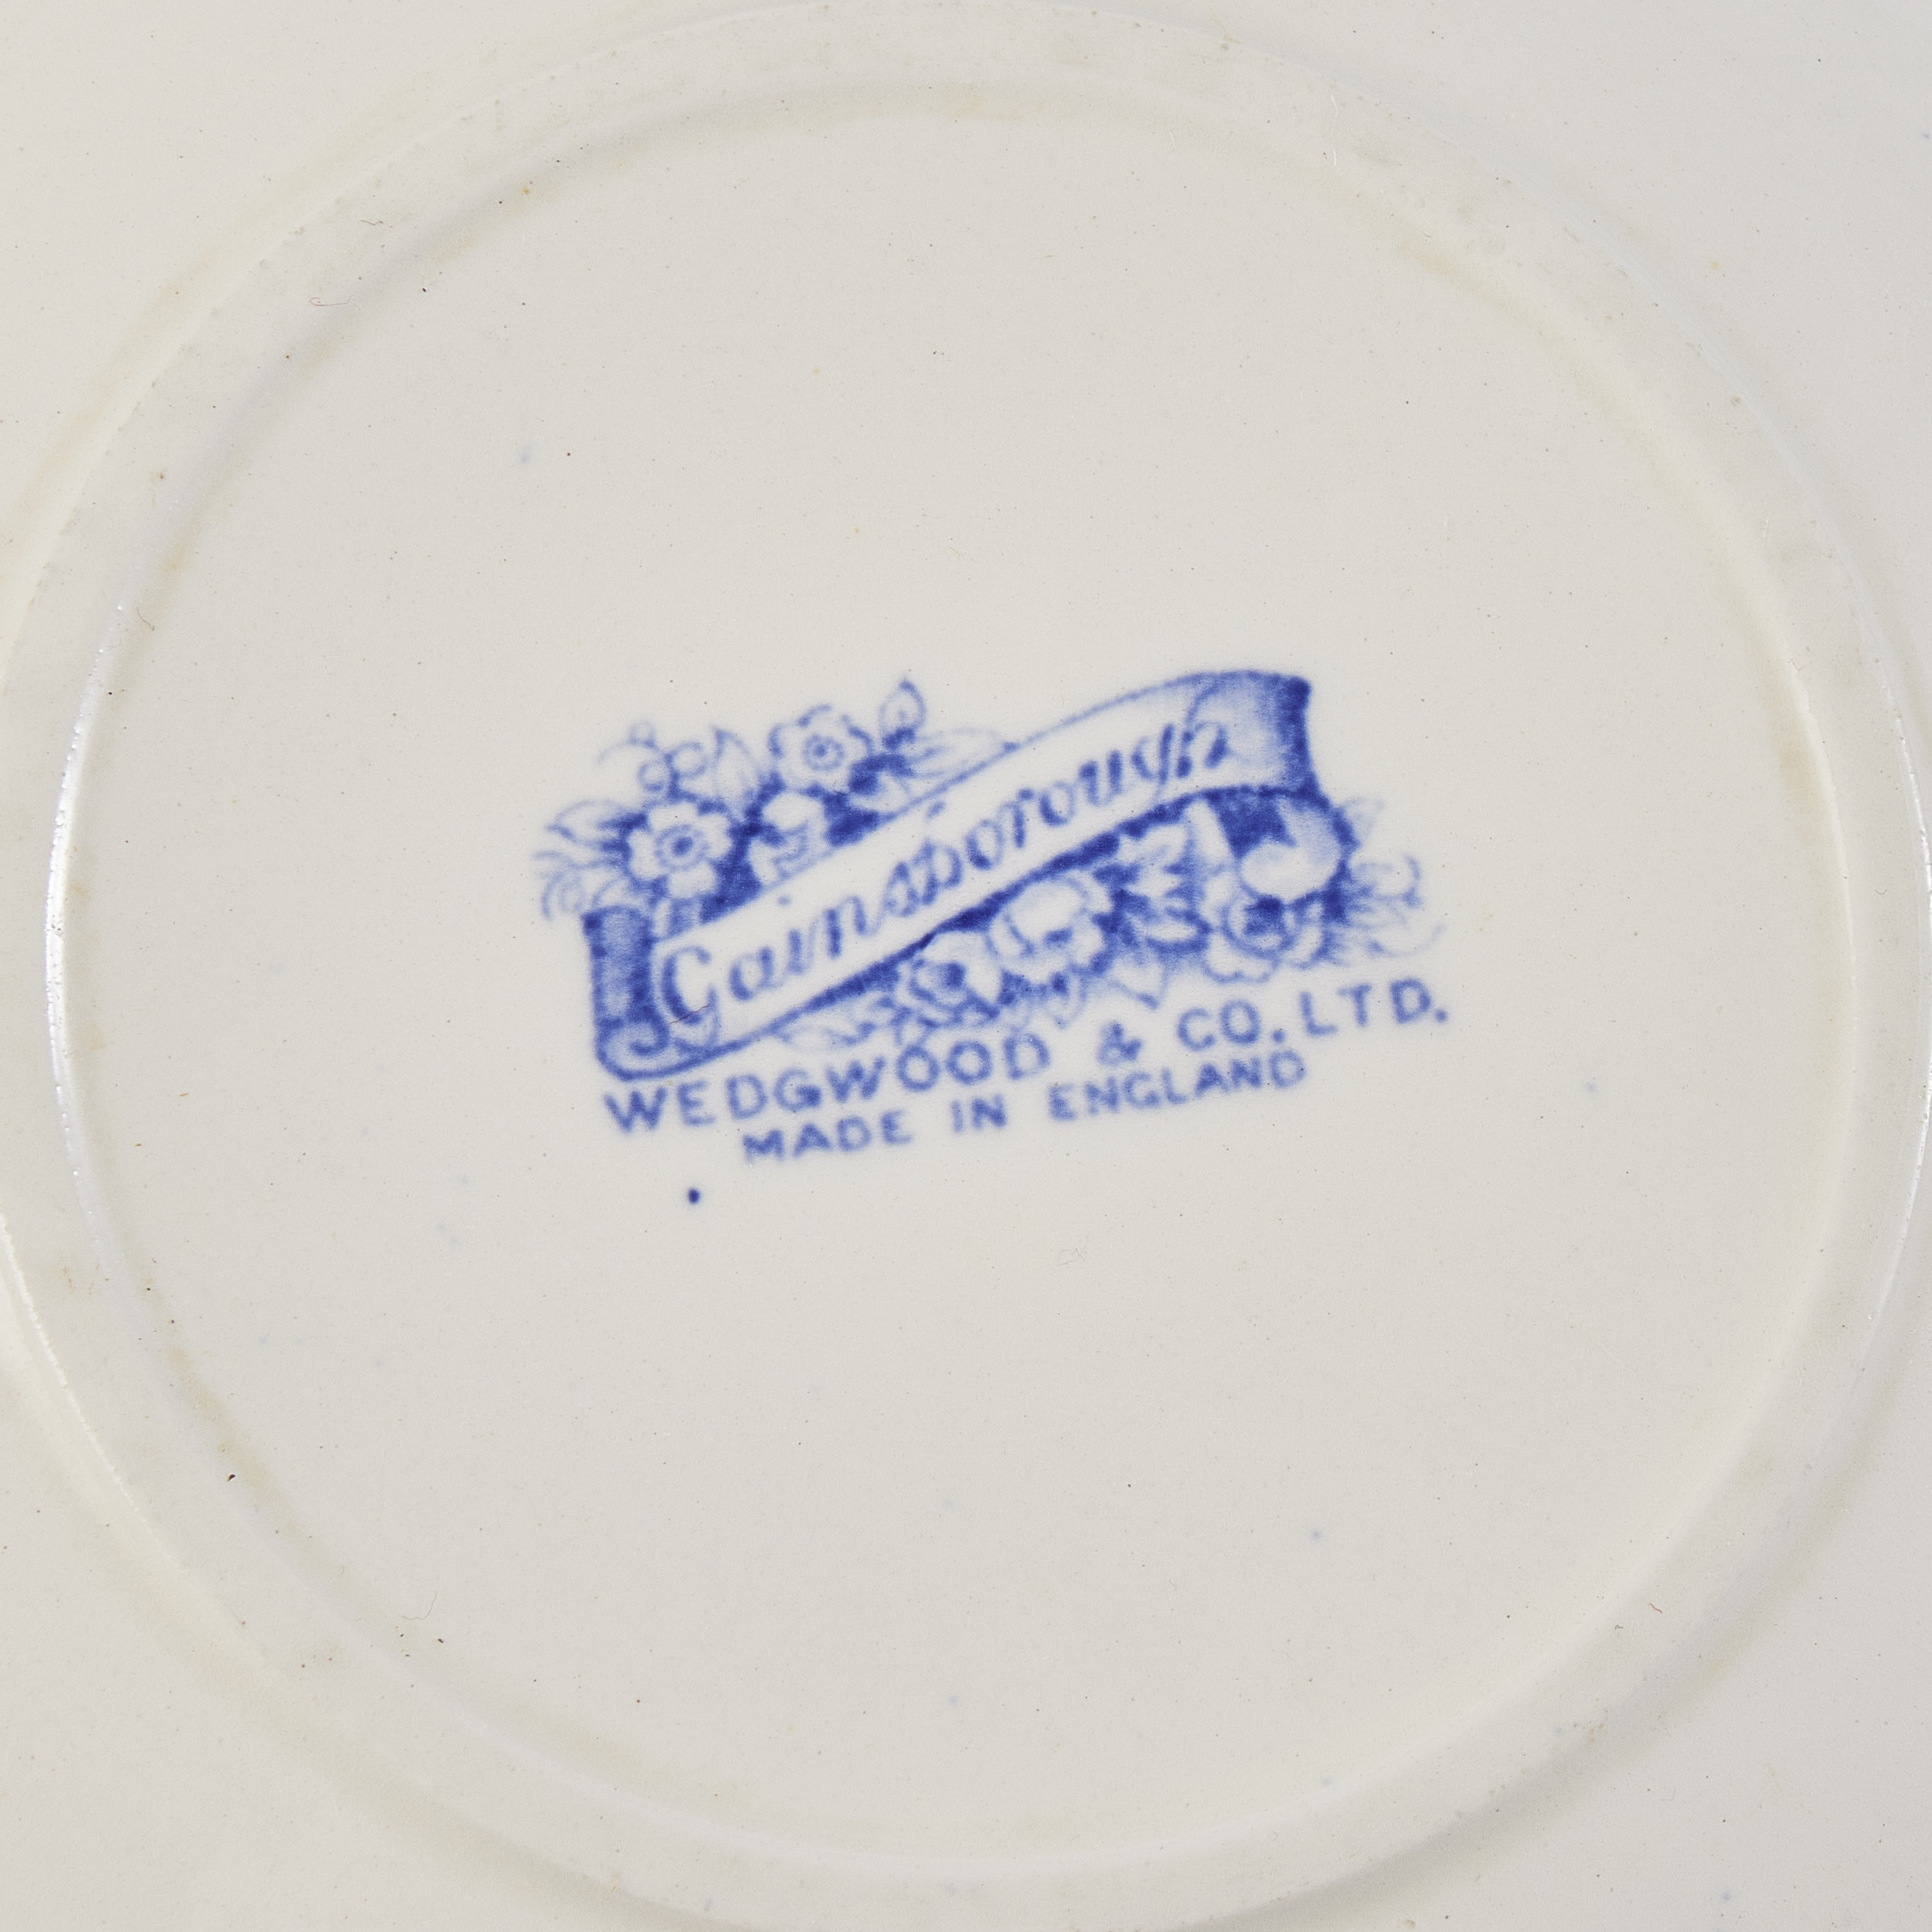 Gainsborough
WEDGWOOD & CO. LTD.
MADE IN ENGLAND